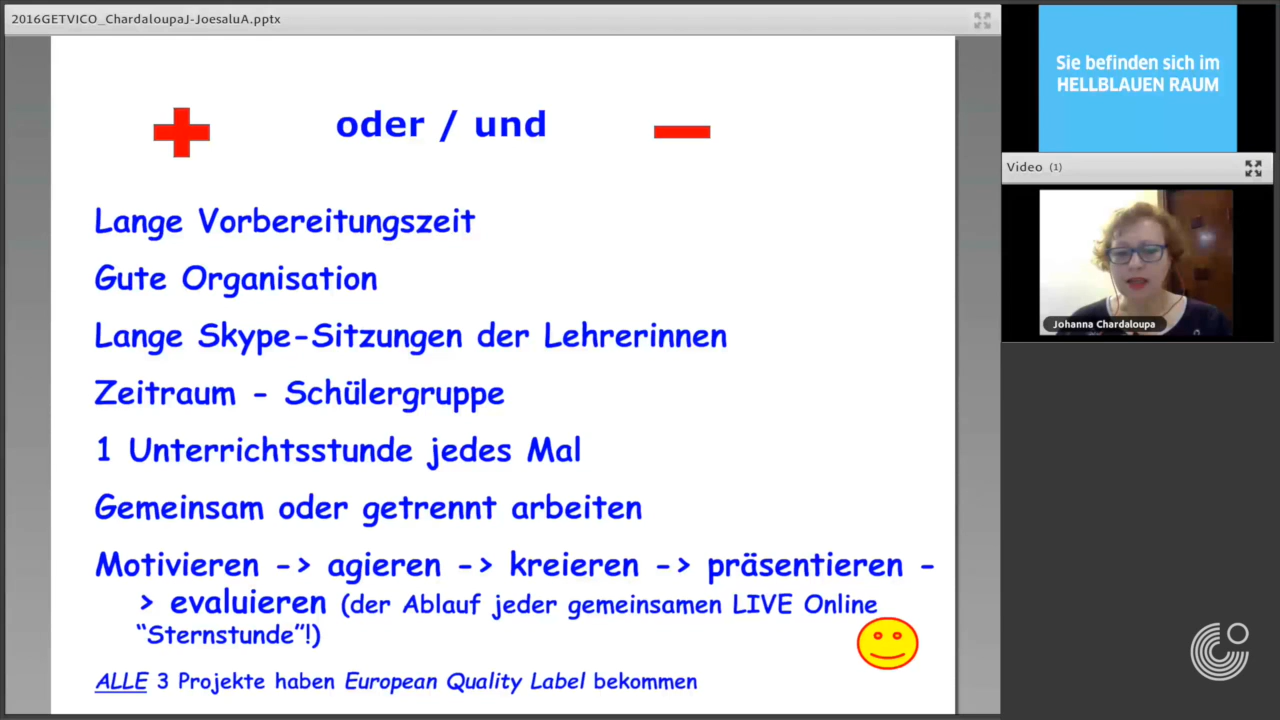 2016GETVICO_ChardaloupaJ-JoesaluA.pptx
oder / und
Lange Vorbereitungszeit
Gute Organisation
Lange Skype-Sitzungen der Lehrerinnen
Zeitraum - Schülergruppe
1 Unterrichtsstunde jedes Mal
Gemeinsam oder getrennt arbeiten
Motivieren -> agieren -> kreieren -> präsentieren -
> evaluieren (der Ablauf jeder gemeinsamen LIVE Online
“Sternstunde”!)
ALLE 3 Projekte haben European Quality Label bekommen
Sie befinden sich im
HELLBLAUEN RAUM
Video (1)
Johanna Chardaloupa